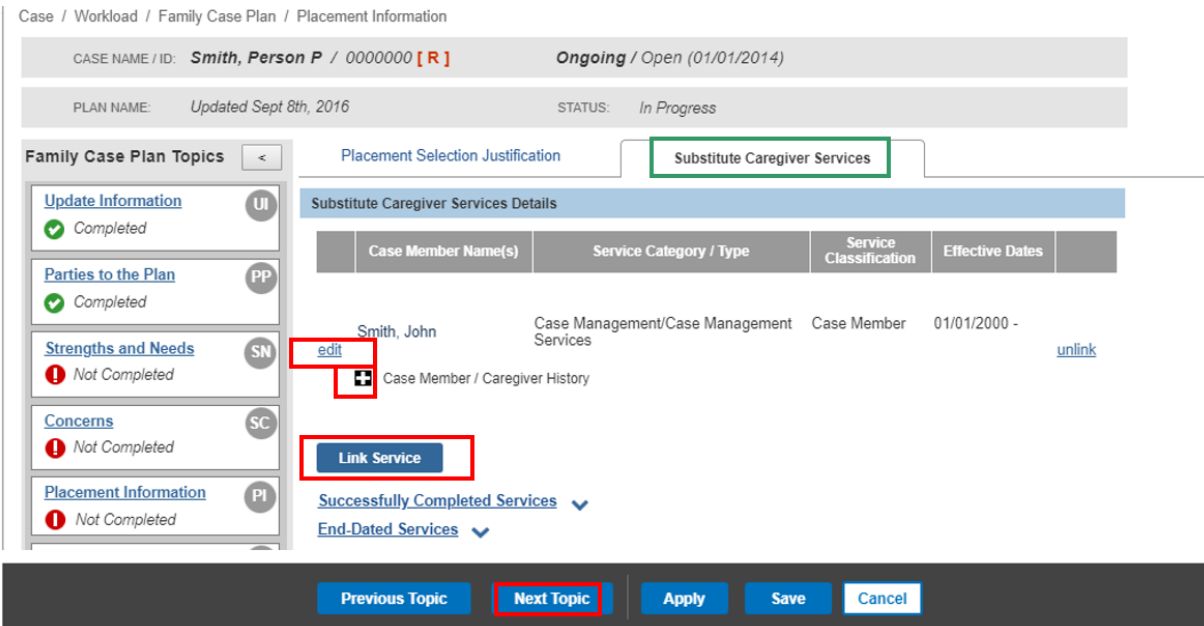 Case / Workload / Family Case Plan / Placement Information
CASE NAME / ID: Smith, Person P / 0000000 [ R ] Ongoing / Open (01/01/2014)
PLAN NAME: Updated Sept 8th, 2016 STATUS: In Progress
Family Case Plan Topics <
Update Information UI
Completed
Parties to the Plan PP
Completed
Strengths and Needs SN
Not Completed
Concerns SC
Not Completed
Placement Information PI
Not Completed
Placement Selection Justification
Substitute Caregiver Services
Substitute Caregiver Services Details
Case Member Name(s) Service Category / Type Service Classification Effective Dates
Smith, John Case Management/Case Management Services Case Member 01/01/2000 -
edit unlink
Case Member / Caregiver History
Link Service
Successfully Completed Services
End-Dated Services
Previous Topic Next Topic Apply Save Cancel